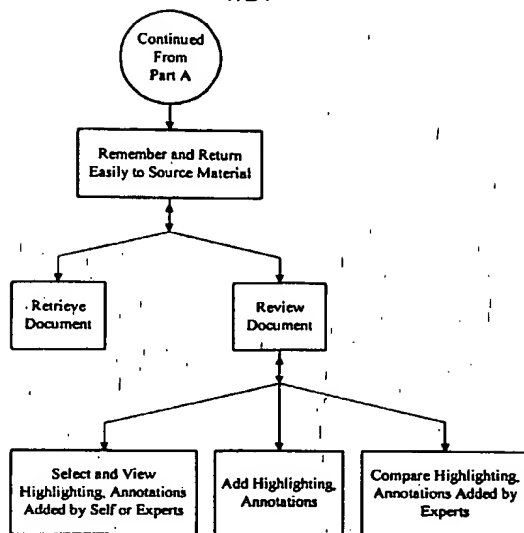 Continued
From
Part A
Remember and Return
Easily to Source Material
Retrieve
Document
Review
Document
Select and View
Highlighting, Annotations
Added by Self or Experts
Add Highlighting,
Annotations
Compare Highlighting,
Annotations Added by
Experts